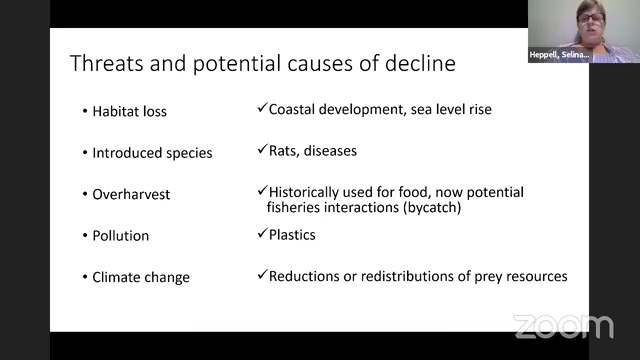 Threats and potential causes of decline
• Habitat loss
✓Coastal development, sea level rise
• Introduced species
✓Rats, diseases
• Overharvest
✓Historically used for food, now potential
fisheries interactions (bycatch)
• Pollution
✓Plastics
• Climate change
✓Reductions or redistributions of prey resources
Heppell, Selina...
zoom